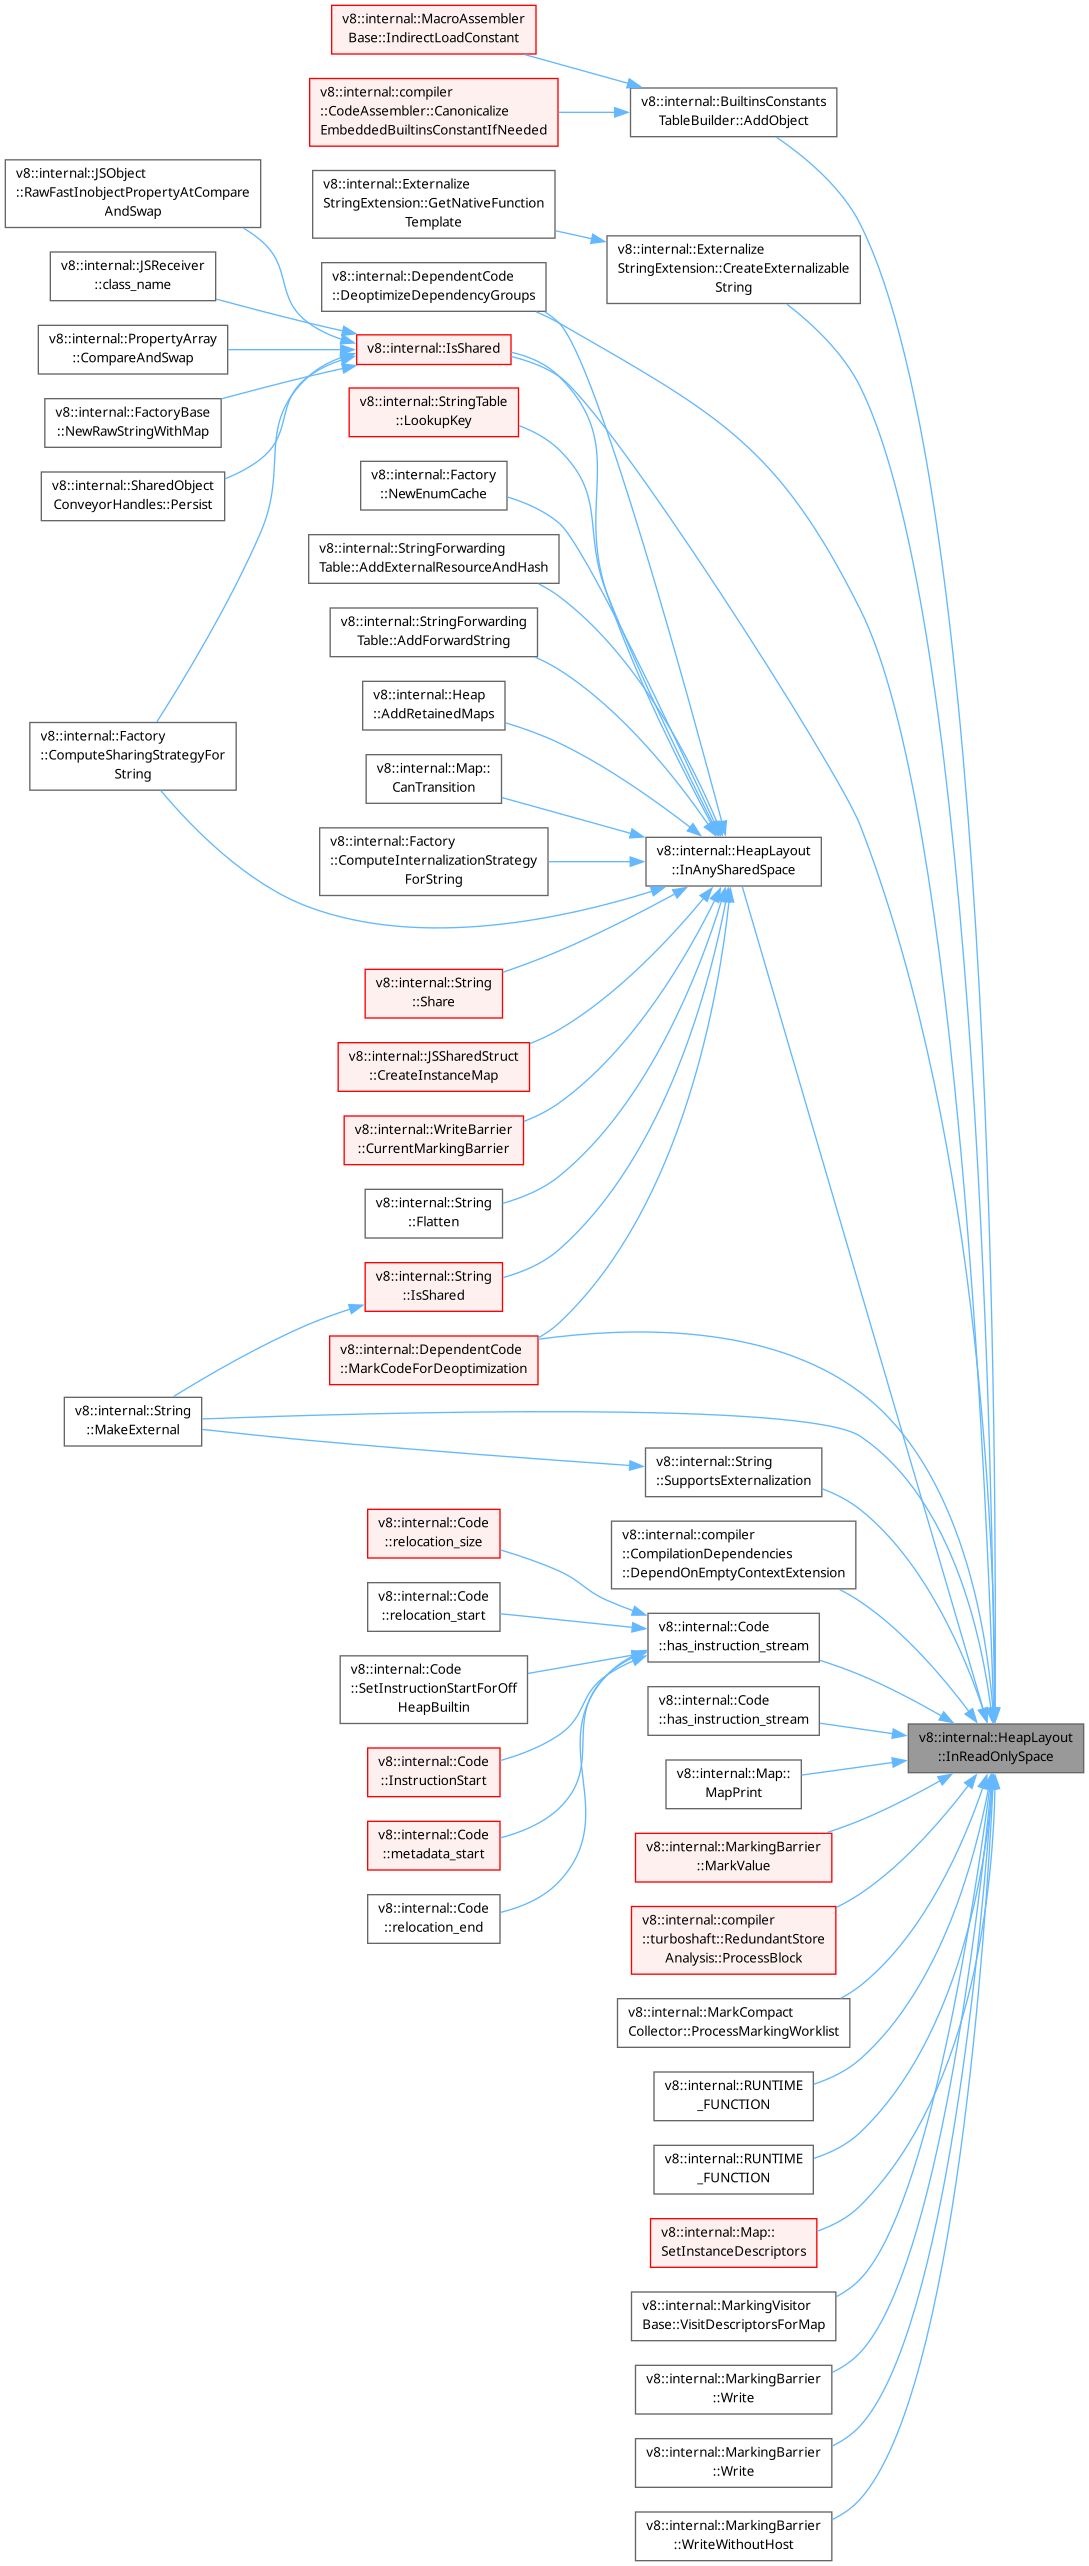 v8::internal::MacroAssembler
Base::IndirectLoadConstant
v8::internal::compiler
::CodeAssembler::Canonicalize
EmbeddedBuiltinsConstantIfNeeded
v8::internal::BuiltinsConstants
TableBuilder::AddObject
v8::internal::JSObject
::RawFastInobjectPropertyAtCompare
AndSwap
v8::internal::Externalize
StringExtension::GetNativeFunction
Template
v8::internal::Externalize
StringExtension::CreateExternalizable
String
v8::internal::JSReceiver
::class_name
v8::internal::DependentCode
::DeoptimizeDependencyGroups
v8::internal::PropertyArray
::CompareAndSwap
v8::internal::IsShared
v8::internal::FactoryBase
::NewRawStringWithMap
v8::internal::StringTable
::LookupKey
v8::internal::SharedObject
ConveyorHandles::Persist
v8::internal::Factory
::NewEnumCache
v8::internal::StringForwarding
Table::AddExternalResourceAndHash
v8::internal::StringForwarding
Table::AddForwardString
v8::internal::Heap
::AddRetainedMaps
v8::internal::Factory
::ComputeSharingStrategyFor
String
v8::internal::Map::
CanTransition
v8::internal::Factory
::ComputeInternalizationStrategy
ForString
v8::internal::HeapLayout
::InAnySharedSpace
v8::internal::String
::Share
v8::internal::JSSharedStruct
::CreateInstanceMap
v8::internal::WriteBarrier
::CurrentMarkingBarrier
v8::internal::String
::Flatten
v8::internal::String
::IsShared
v8::internal::DependentCode
::MarkCodeForDeoptimization
v8::internal::String
::MakeExternal
v8::internal::String
::SupportsExternalization
v8::internal::Code
::relocation_size
v8::internal::compiler
::CompilationDependencies
::DependOnEmptyContextExtension
v8::internal::Code
::relocation_start
v8::internal::Code
::has_instruction_stream
v8::internal::Code
::SetInstructionStartForOff
HeapBuiltin
v8::internal::Code
::has_instruction_stream
v8::internal::HeapLayout
::InReadOnlySpace
v8::internal::Code
::InstructionStart
v8::internal::Map::
MapPrint
v8::internal::Code
::metadata_start
v8::internal::MarkingBarrier
::MarkValue
v8::internal::Code
::relocation_end
v8::internal::compiler
::turboshaft::RedundantStore
Analysis::ProcessBlock
v8::internal::MarkCompact
Collector::ProcessMarkingWorklist
v8::internal::RUNTIME
_FUNCTION
v8::internal::RUNTIME
_FUNCTION
v8::internal::Map::
SetInstanceDescriptors
v8::internal::MarkingVisitor
Base::VisitDescriptorsForMap
v8::internal::MarkingBarrier
::Write
v8::internal::MarkingBarrier
::Write
v8::internal::MarkingBarrier
::WriteWithoutHost